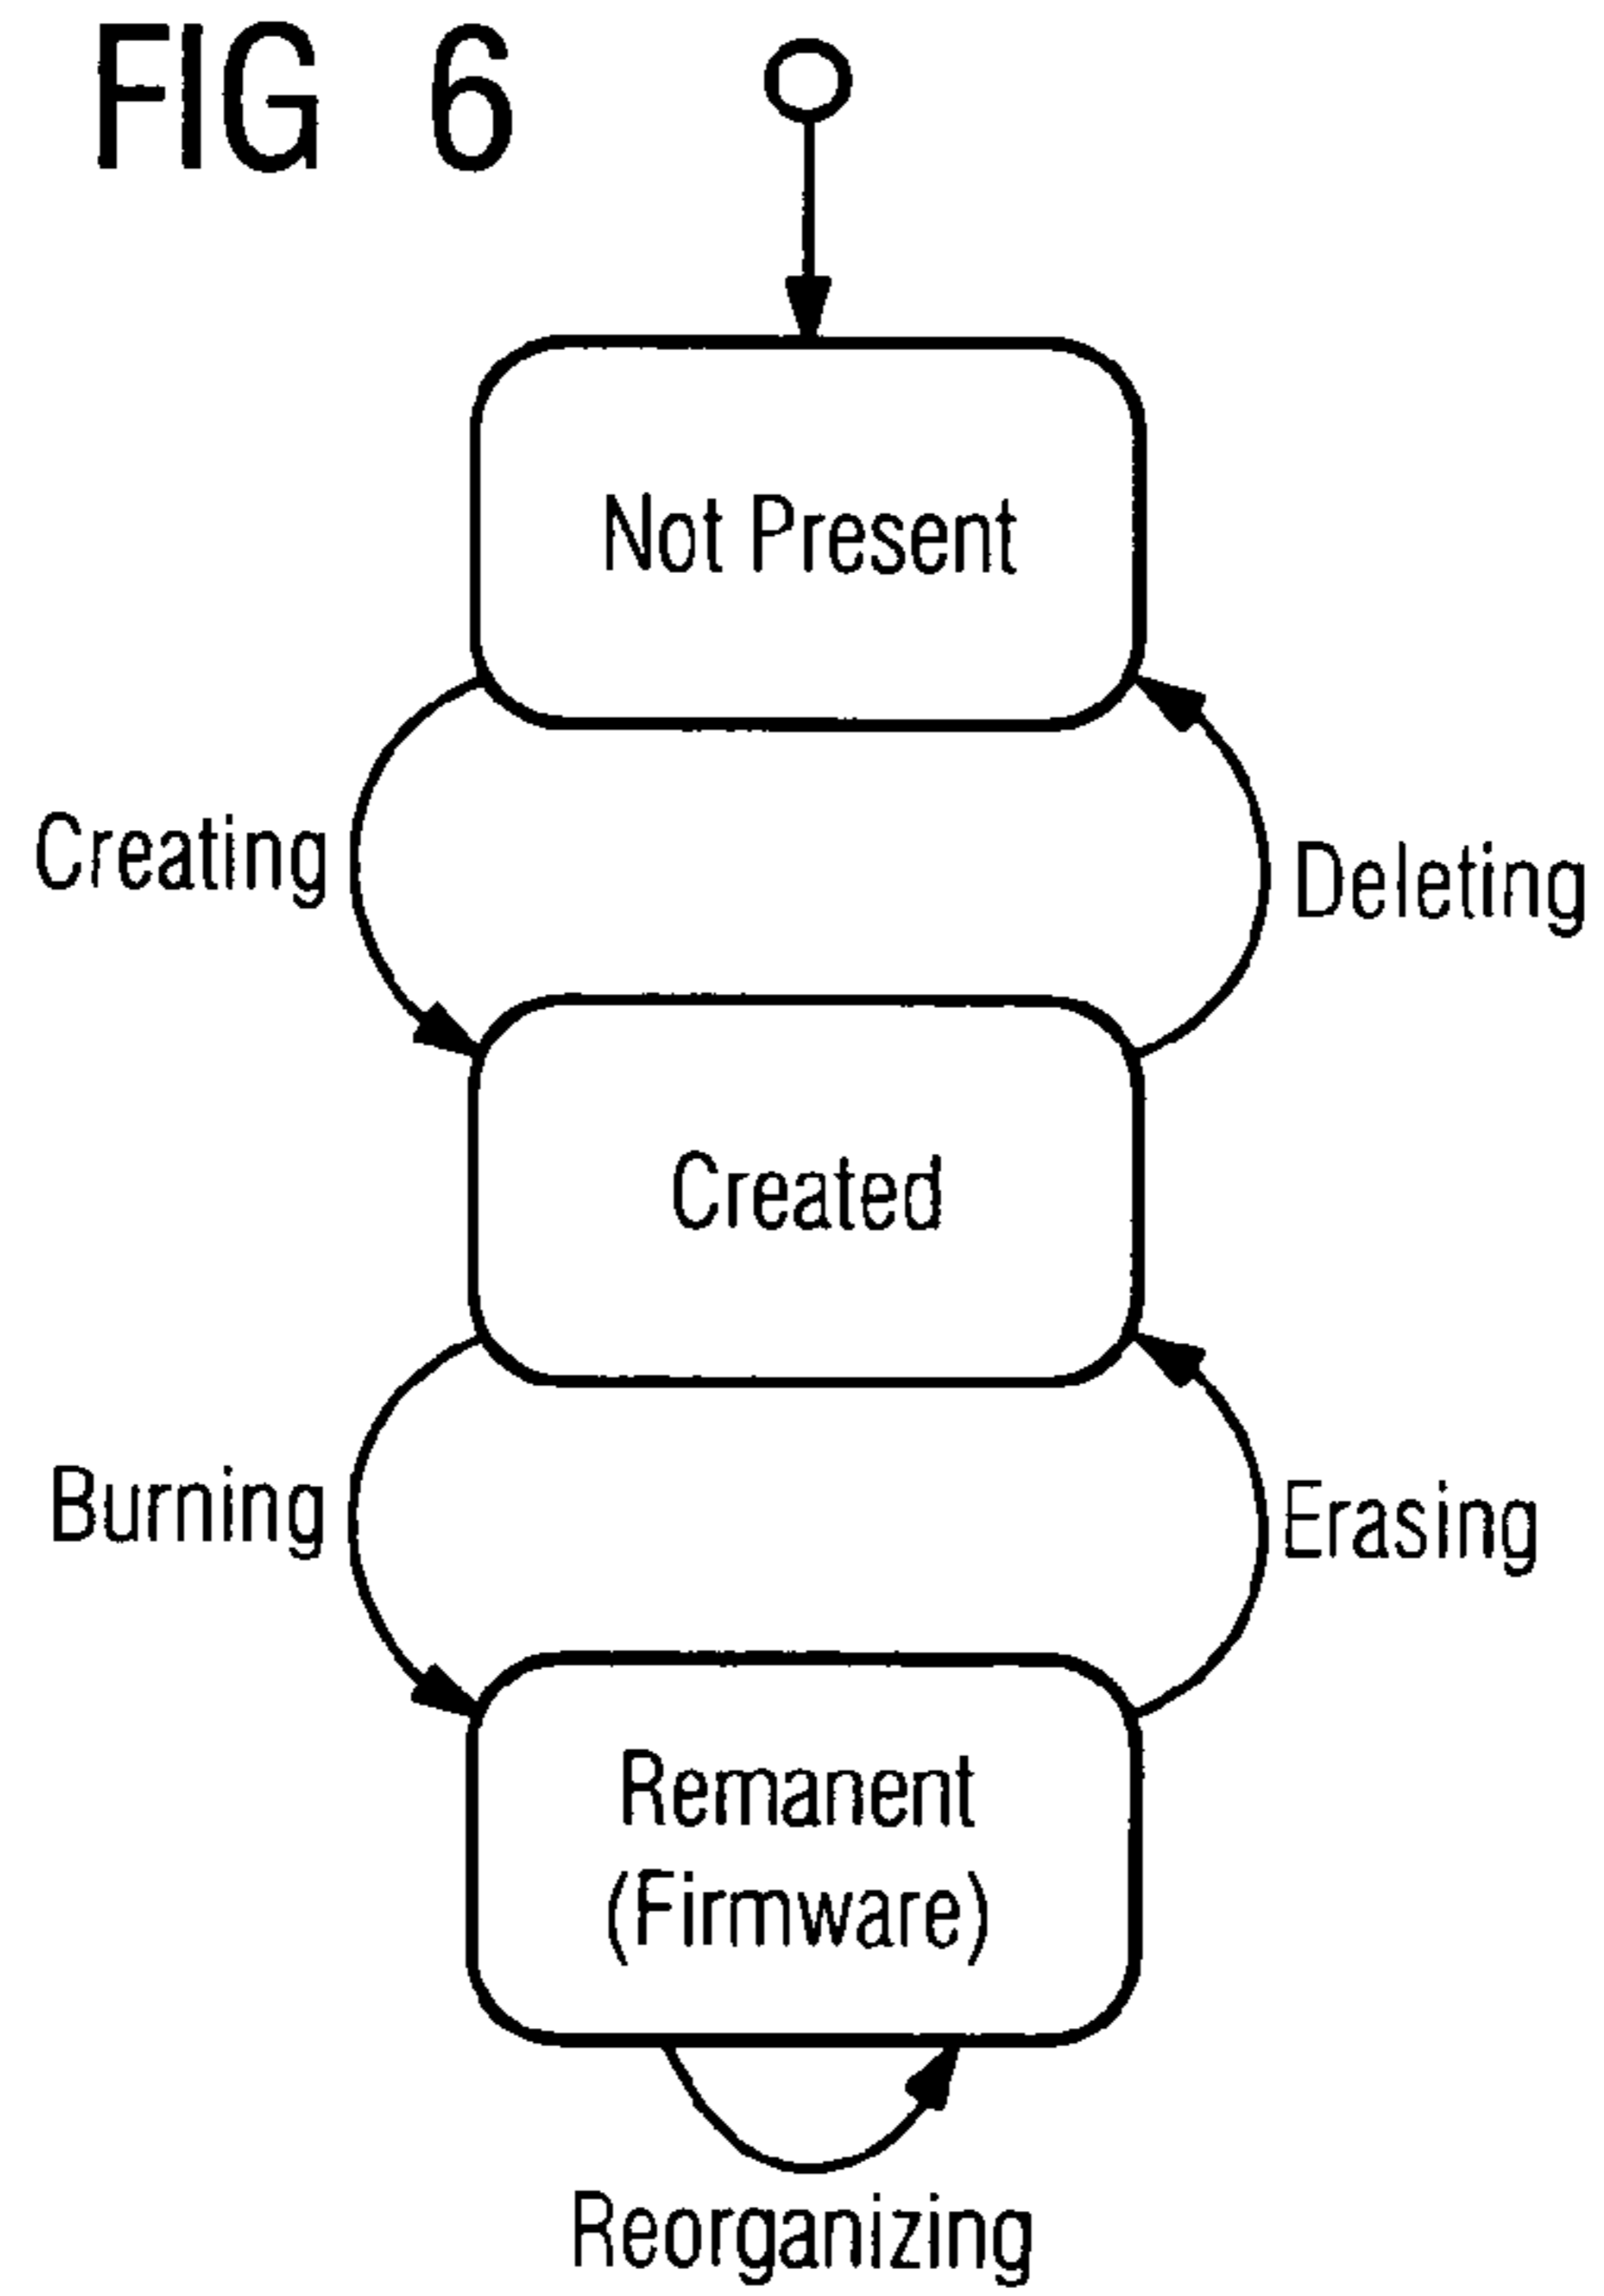 FIG 6
Not Present
Creating
Deleting
Created
Burning
Erasing
Remanent
(Firmware)
Reorganizing